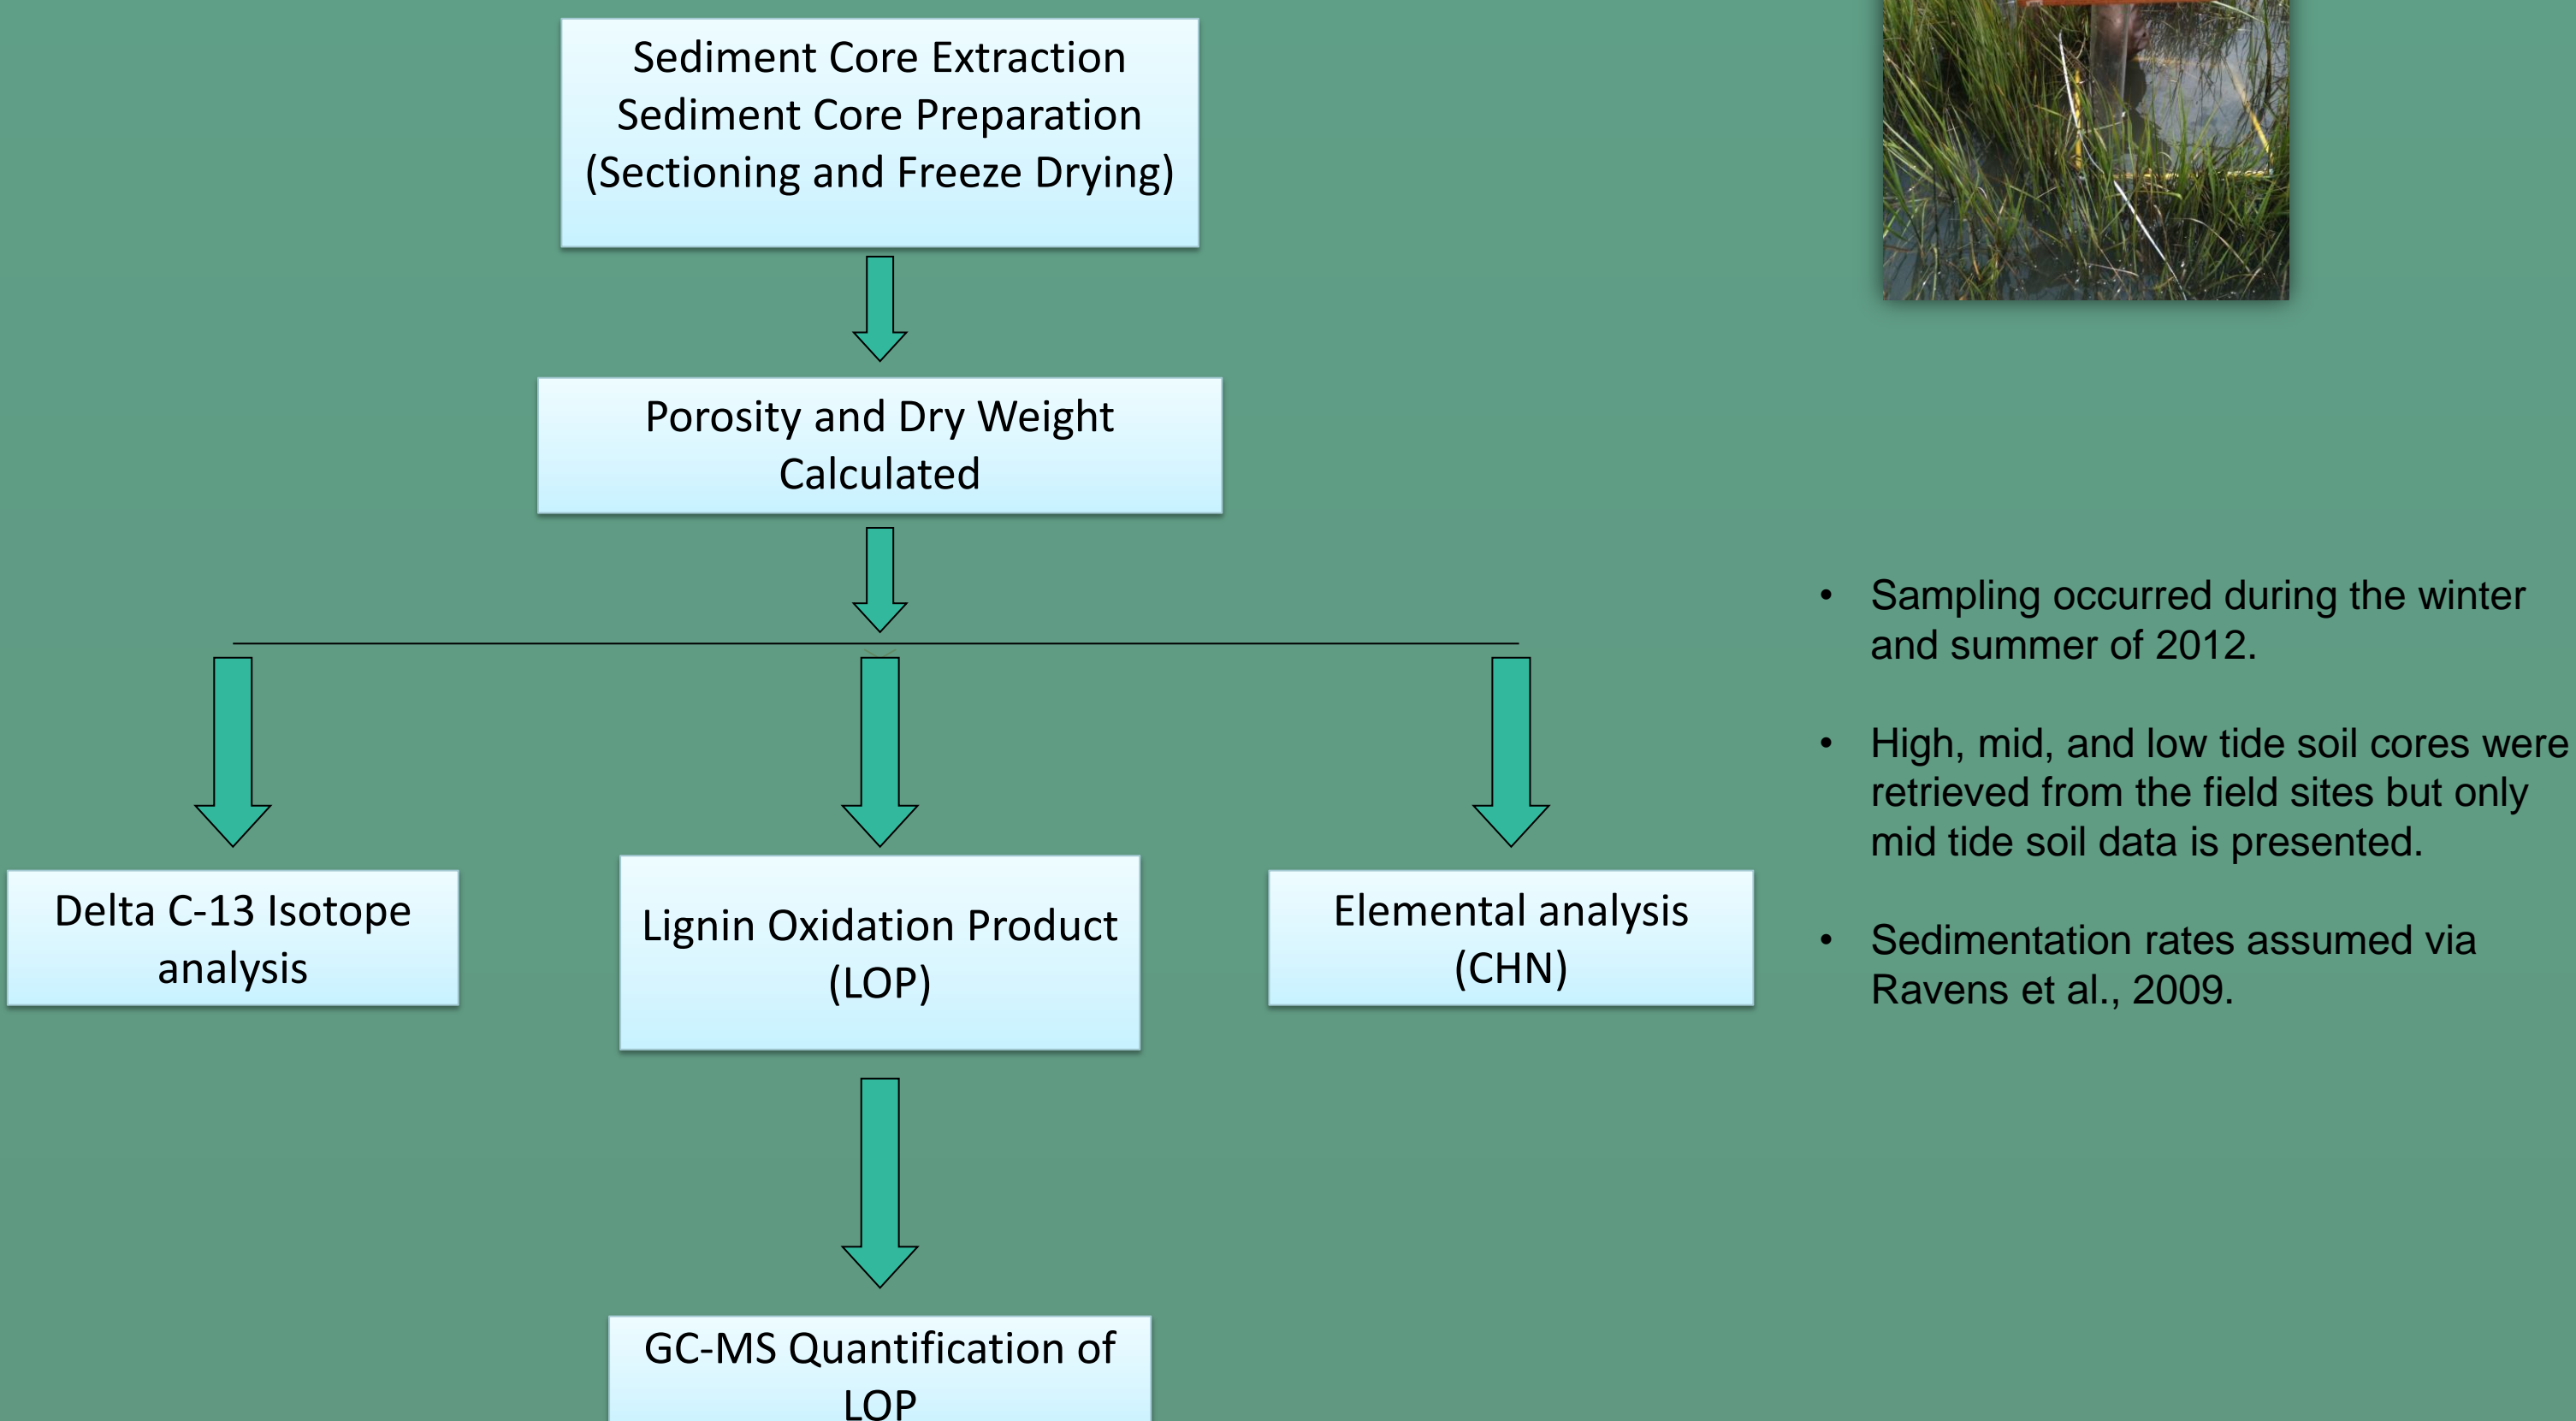 Sediment Core Extraction
Sediment Core Preparation
(Sectioning and Freeze Drying)
Porosity and Dry Weight
Calculated
Delta C-13 Isotope
analysis
Lignin Oxidation Product
(LOP)
Elemental analysis
(CHN)
GC-MS Quantification of
LOP
• Sampling occurred during the winter
and summer of 2012.
• High, mid, and low tide soil cores were
retrieved from the field sites but only
mid tide soil data is presented.
• Sedimentation rates assumed via
Ravens et al., 2009.